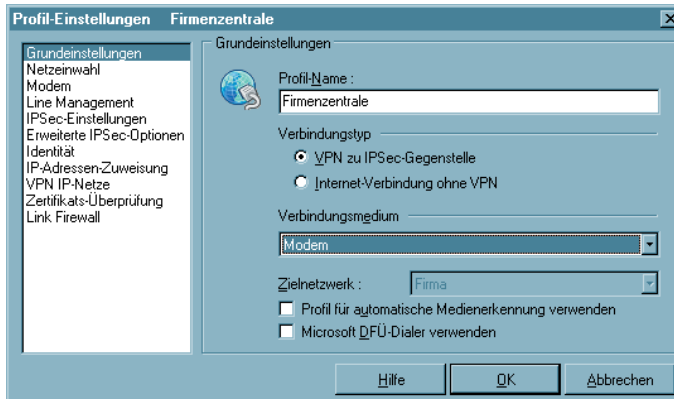 Profil-Einstellungen Firmenzentrale
Grundeinstellungen
Netzeinwahl
Modem
Line Management
IPSec-Einstellungen
Erweiterte IPSec-Optionen
Identität
IP-Adressen-Zuweisung
VPN IP-Netze
Zertifikats-Überprüfung
Link Firewall
Grundeinstellungen
Profil-Name :
Firmenzentrale
Verbindungstyp
VPN zu IPSec-Gegenstelle
Internet-Verbindung ohne VPN
Verbindungsmedium
Modem
Zielnetzwerk : Firma
Profil für automatische Medienerkennung verwenden
Microsoft DFÜ-Dialer verwenden
Hilfe OK Abbrechen